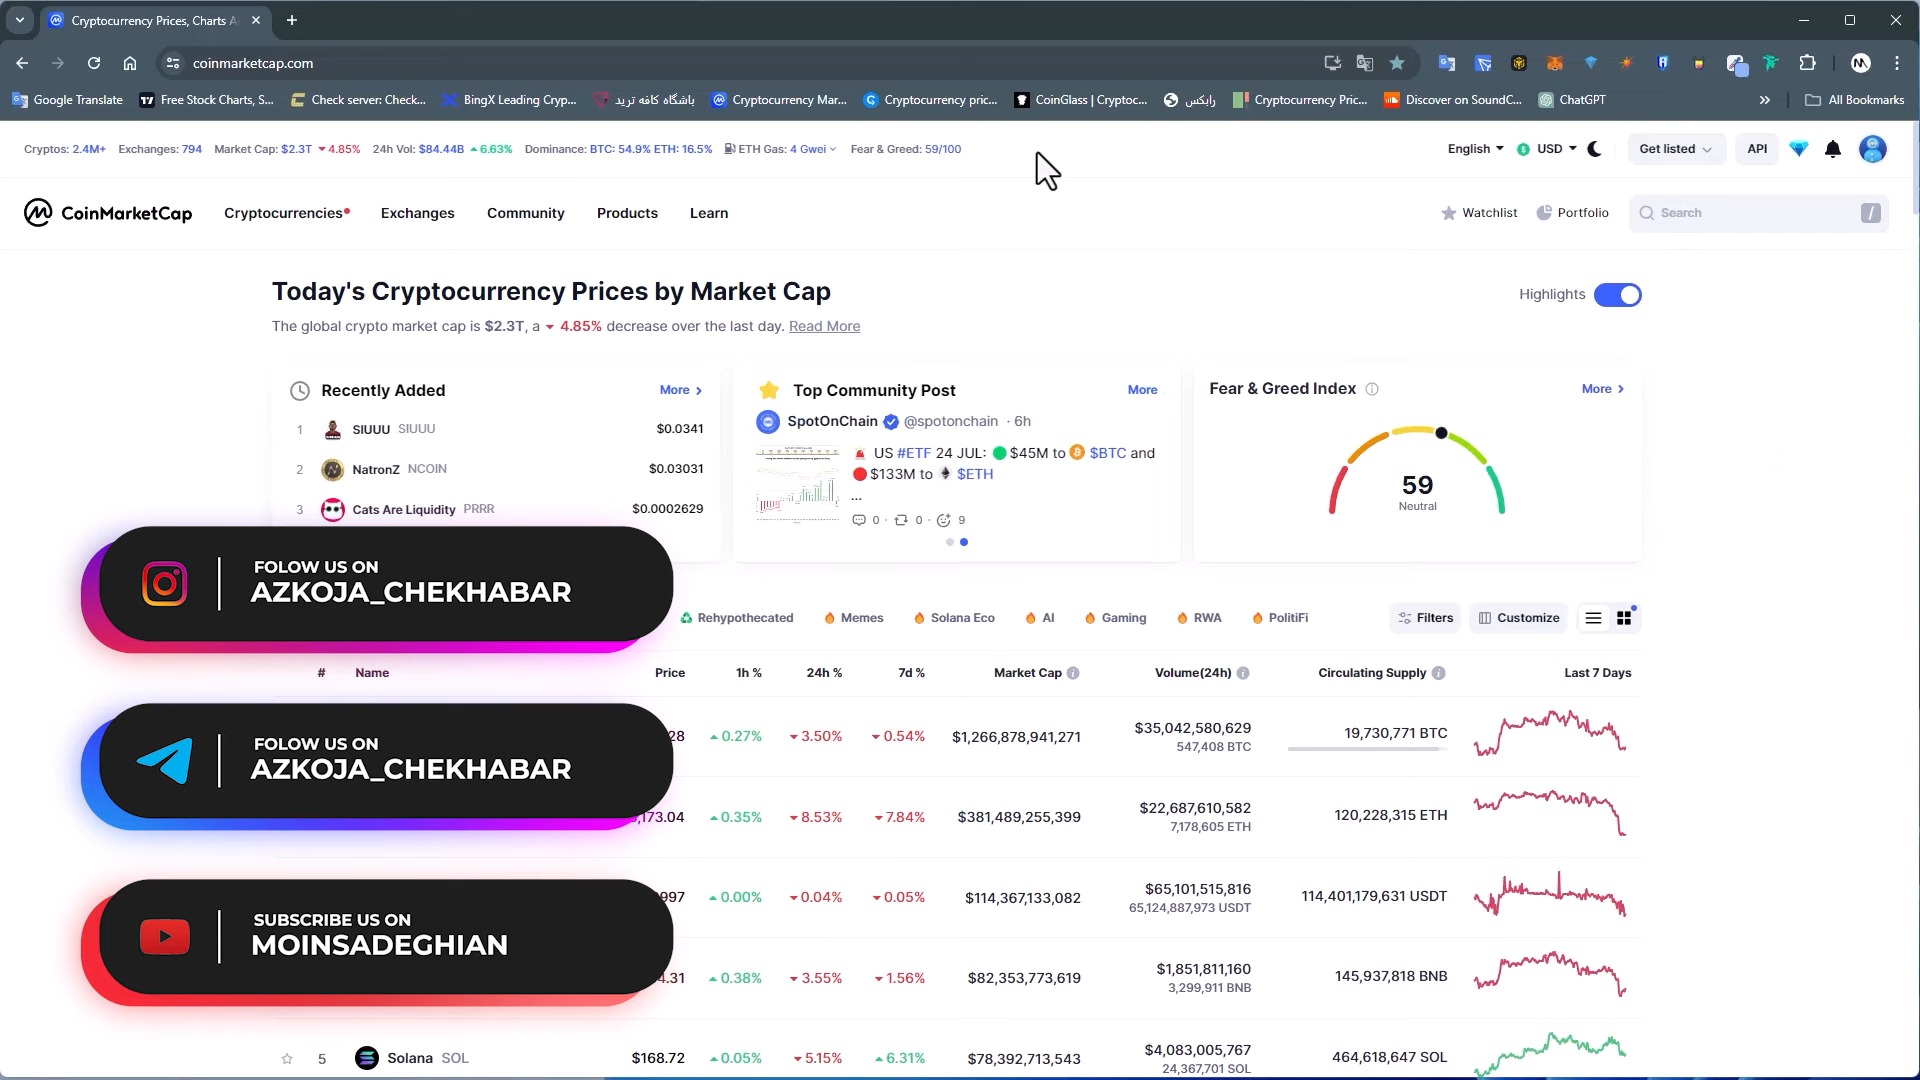 Cryptocurrency Prices, Charts A
coinmarketcap.com
Google Translate
Free Stock Charts, S...
Check server: Check...
BingX Leading Cryp...
باشگاه کافه ترید
Cryptocurrency Mar...
Cryptocurrency pric...
CoinGlass | Cryptoc...
رابکس
Cryptocurrency Pric...
Discover on SoundC...
ChatGPT
All Bookmarks
Cryptos: 2.4M+ Exchanges: 794 Market Cap: $2.3T 4.85% 24h Vol: $84.44B 6.63% Dominance: BTC: 54.9% ETH: 16.5% ETH Gas: 4 Gwei Fear & Greed: 59/100
English USD Get listed API
CoinMarketCap Cryptocurrencies Exchanges Community Products Learn
Watchlist Portfolio Search /
Today's Cryptocurrency Prices by Market Cap
Highlights
The global crypto market cap is $2.3T, a 4.85% decrease over the last day. Read More
Recently Added More
1 SIUUU SIUUU $0.0341
2 NatronZ NCOIN $0.03031
3 Cats Are Liquidity PRRR $0.0002629
Top Community Post More
SpotOnChain @spotonchain · 6h
US #ETF 24 JUL: $45M to $BTC and
$133M to $ETH
...
0 · 0 · 9
Fear & Greed Index More
59
Neutral
FOLOW US ON
AZKOJA_CHEKHABAR
FOLOW US ON
AZKOJA_CHEKHABAR
SUBSCRIBE US ON
MOINSADEGHIAN
Rehypothecated Memes Solana Eco AI Gaming RWA PolitiFi Filters Customize
# Name Price 1h % 24h % 7d % Market Cap Volume(24h) Circulating Supply Last 7 Days
28 0.27% 3.50% 0.54% $1,266,878,941,271 $35,042,580,629 19,730,771 BTC
547,408 BTC
,173.04 0.35% 8.53% 7.84% $381,489,255,399 $22,687,610,582 120,228,315 ETH
7,178,605 ETH
997 0.00% 0.04% 0.05% $114,367,133,082 $65,101,515,816 114,401,179,631 USDT
65,124,887,973 USDT
4.31 0.38% 3.55% 1.56% $82,353,773,619 $1,851,811,160 145,937,818 BNB
3,299,911 BNB
5 Solana SOL $168.72 0.05% 5.15% 6.31% $78,392,713,543 $4,083,005,767 464,618,647 SOL
24,367,701 SOL